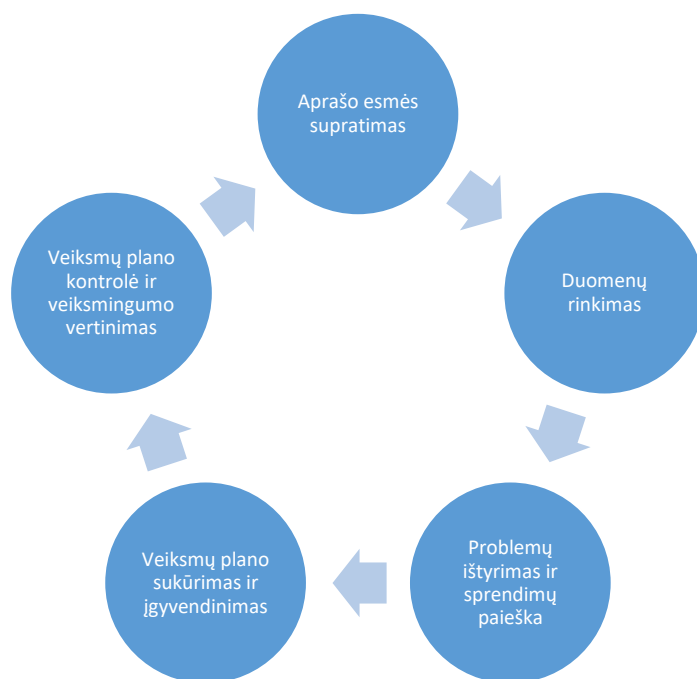 Aprašo esmės
supratimas
Duomenų
rinkimas
Problemų
ištyrimas ir
sprendimų
paieška
Veiksmų plano
sukūrimas ir
įgyvendinimas
Veiksmų plano
kontrolė ir
veiksmingumo
vertinimas